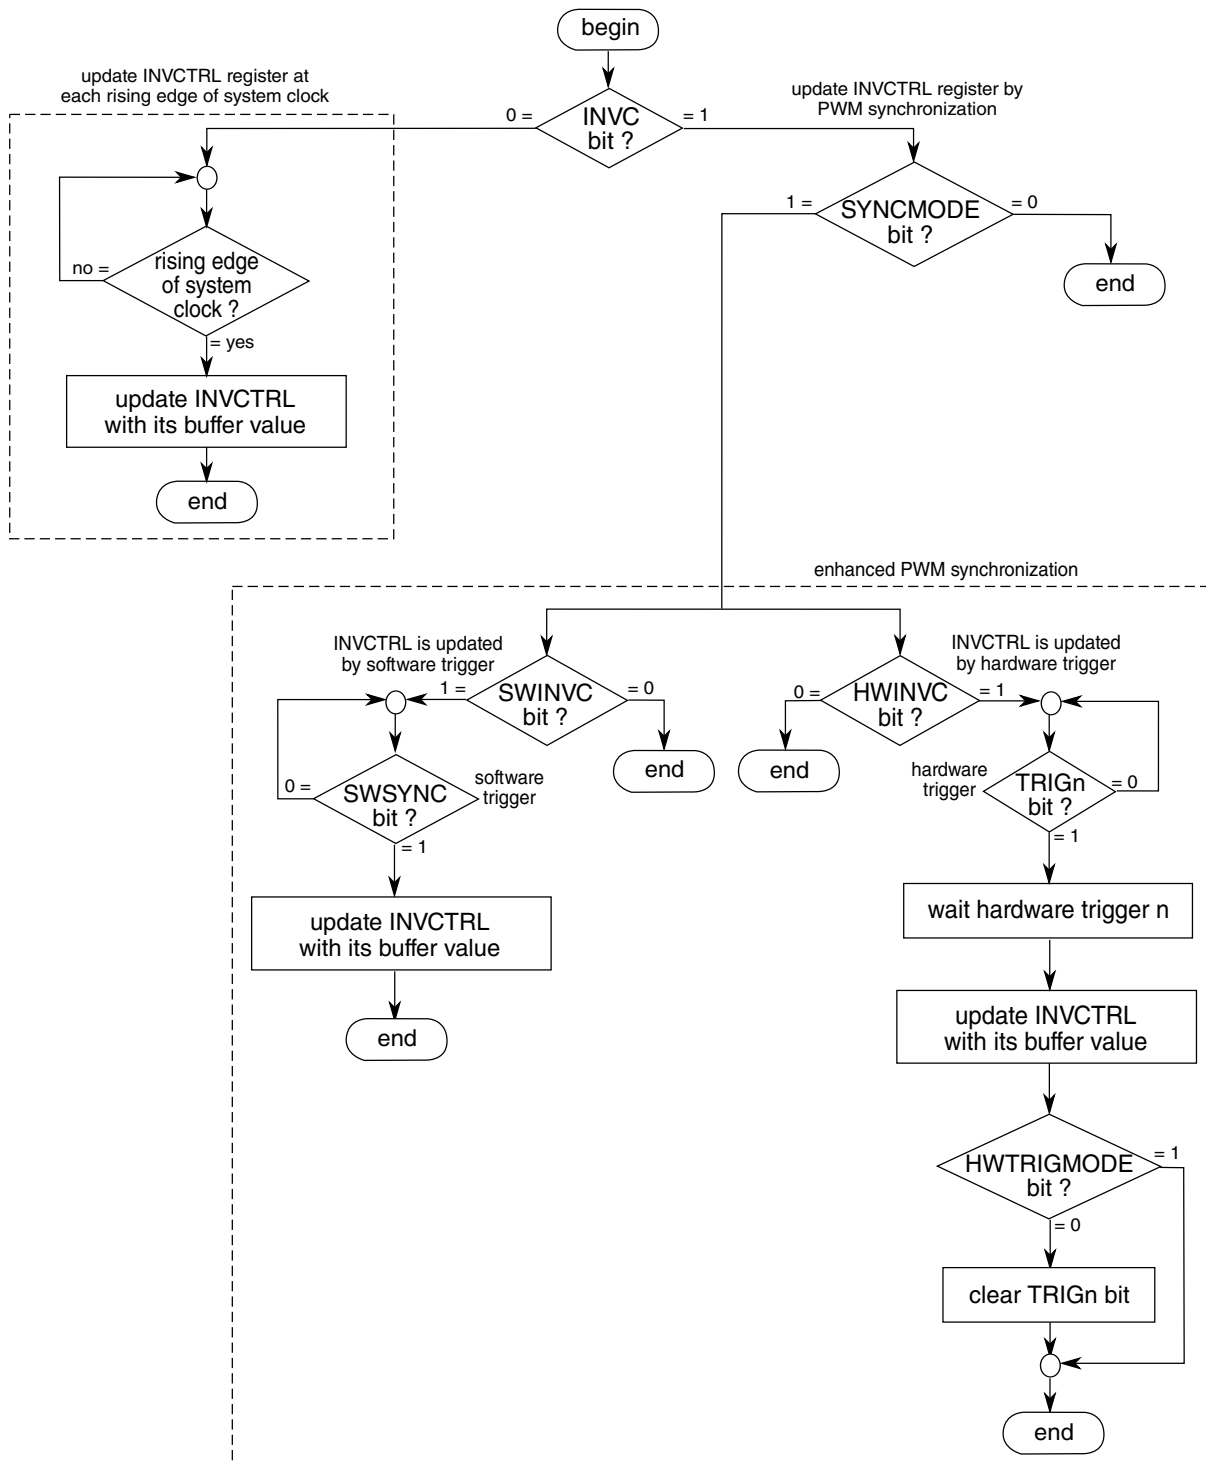 begin
update INVCTRL register at
each rising edge of system clock
update INVCTRL register by
PWM synchronization
0 =
INVC
bit ?
= 1
1 =
SYNCMODE
bit ?
= 0
end
no =
rising edge
of system
clock ?
= yes
update INVCTRL
with its buffer value
end
enhanced PWM synchronization
INVCTRL is updated
by software trigger
INVCTRL is updated
by hardware trigger
1 =
SWINVC
bit ?
= 0
end
0 =
HWINVC
bit ?
= 1
end
0 =
SWSYNC
bit ?
software
trigger
= 1
hardware
trigger
TRIGn
bit ?
= 0
= 1
update INVCTRL
with its buffer value
end
wait hardware trigger n
update INVCTRL
with its buffer value
HWTRIGMODE
bit ?
= 1
= 0
clear TRIGn bit
end